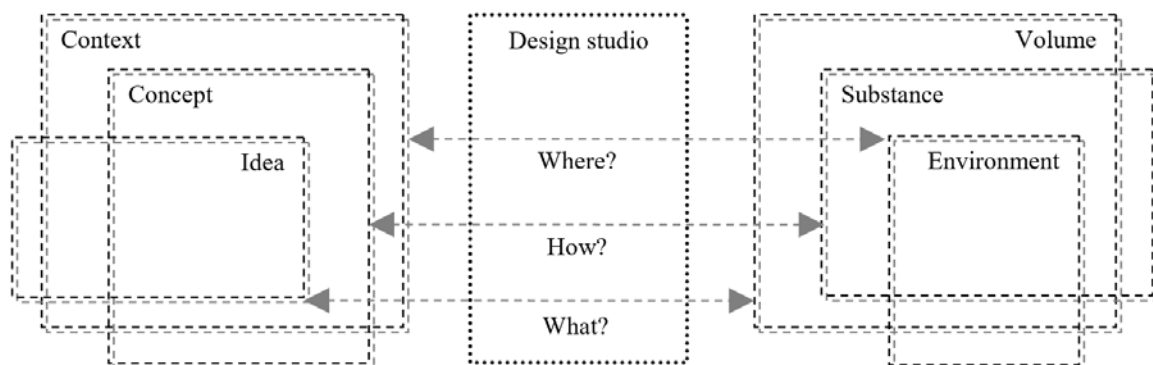 Context
Concept
Idea
Design studio
Where?
How?
What?
Volume
Substance
Environment